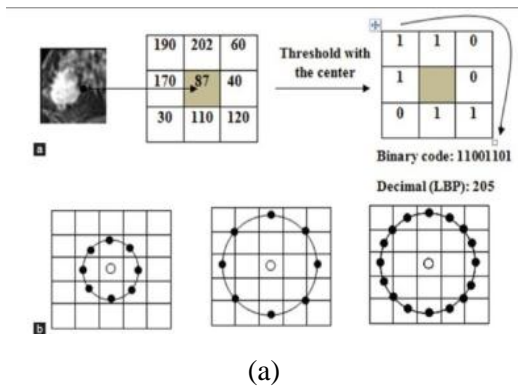 190 202 60
170 87 40
30 110 120
Threshold with
the center
1 1 0
1 0
0 1 1
Binary code: 11001101
Decimal (LBP): 205
a
b
(a)